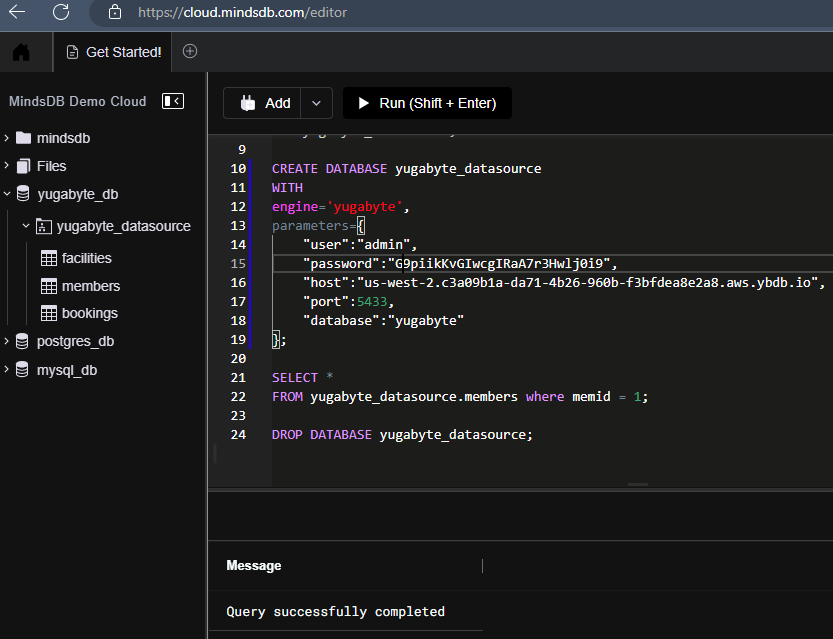 https://cloud.mindsdb.com/editor
Get Started!
MindsDB Demo Cloud
Add
Run (Shift + Enter)
mindsdb
Files
yugabyte_db
yugabyte_datasource
facilities
members
bookings
postgres_db
mysql_db
9
10 CREATE DATABASE yugabyte_datasource
11 WITH
12 engine='yugabyte',
13 parameters={
14 "user":"admin",
15 "password":"G9piikKvGIwcgIRaA7r3Hwlj0i9",
16 "host":"us-west-2.c3a09b1a-da71-4b26-960b-f3bfdea8e2a8.aws.ybdb.io",
17 "port":5433,
18 "database":"yugabyte"
19 };
20
21 SELECT *
22 FROM yugabyte_datasource.members where memid = 1;
23
24 DROP DATABASE yugabyte_datasource;
Message
Query successfully completed